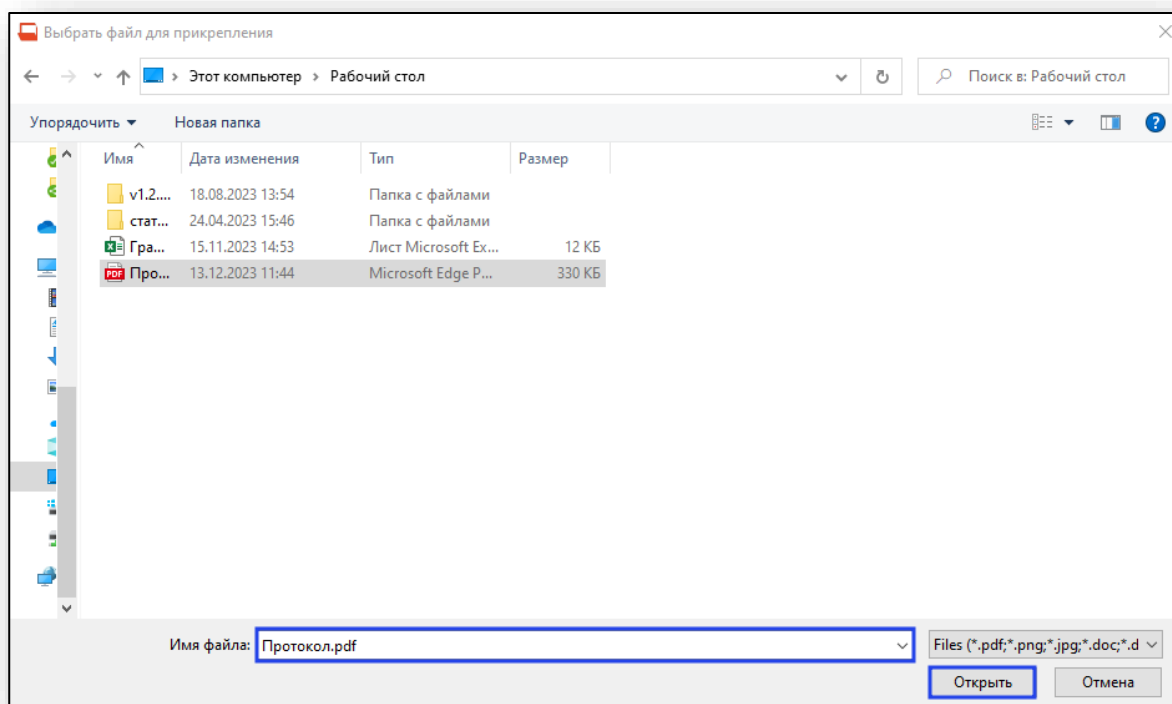 Выбрать файл для прикрепления
Этот компьютер › Рабочий стол
Поиск в: Рабочий стол
Упорядочить Новая папка
Имя Дата изменения Тип Размер
v1.2.... 18.08.2023 13:54 Папка с файлами
стат... 24.04.2023 15:46 Папка с файлами
Гра... 15.11.2023 14:53 Лист Microsoft Ex... 12 КБ
PDF Про... 13.12.2023 11:44 Microsoft Edge P... 330 КБ
Имя файла: Протокол.pdf
Files (*.pdf;*.png;*.jpg;*.doc;*.d
Открыть Отмена